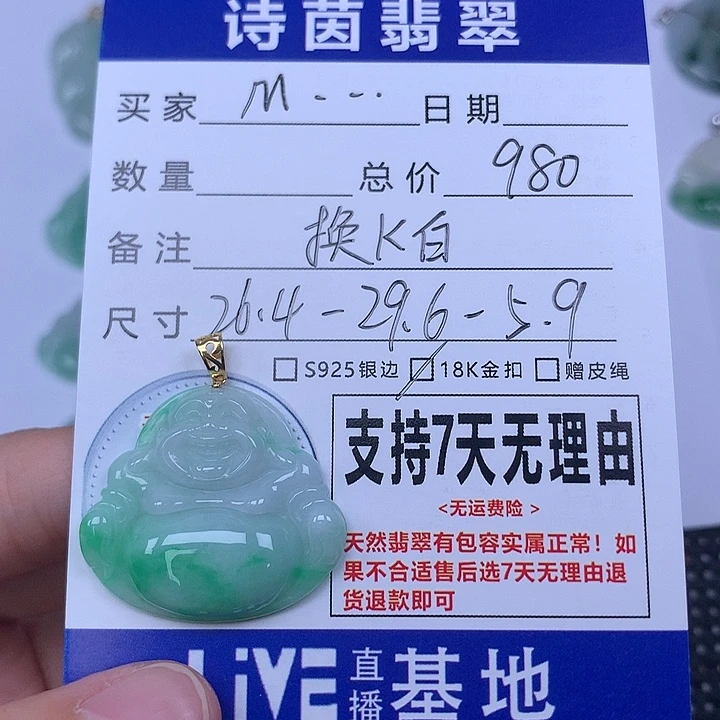 诗茵翡翠
买家 M--.. 日期
数量 总价 980
备注 换K白
尺寸 26.4-29.6-5.9
S925银边 18K金扣 赠皮绳
支持7天无理由
<无运费险>
天然翡翠有包容实属正常!如
果不合适售后选7天无理由退
货退款即可
LiVE 直播 基地